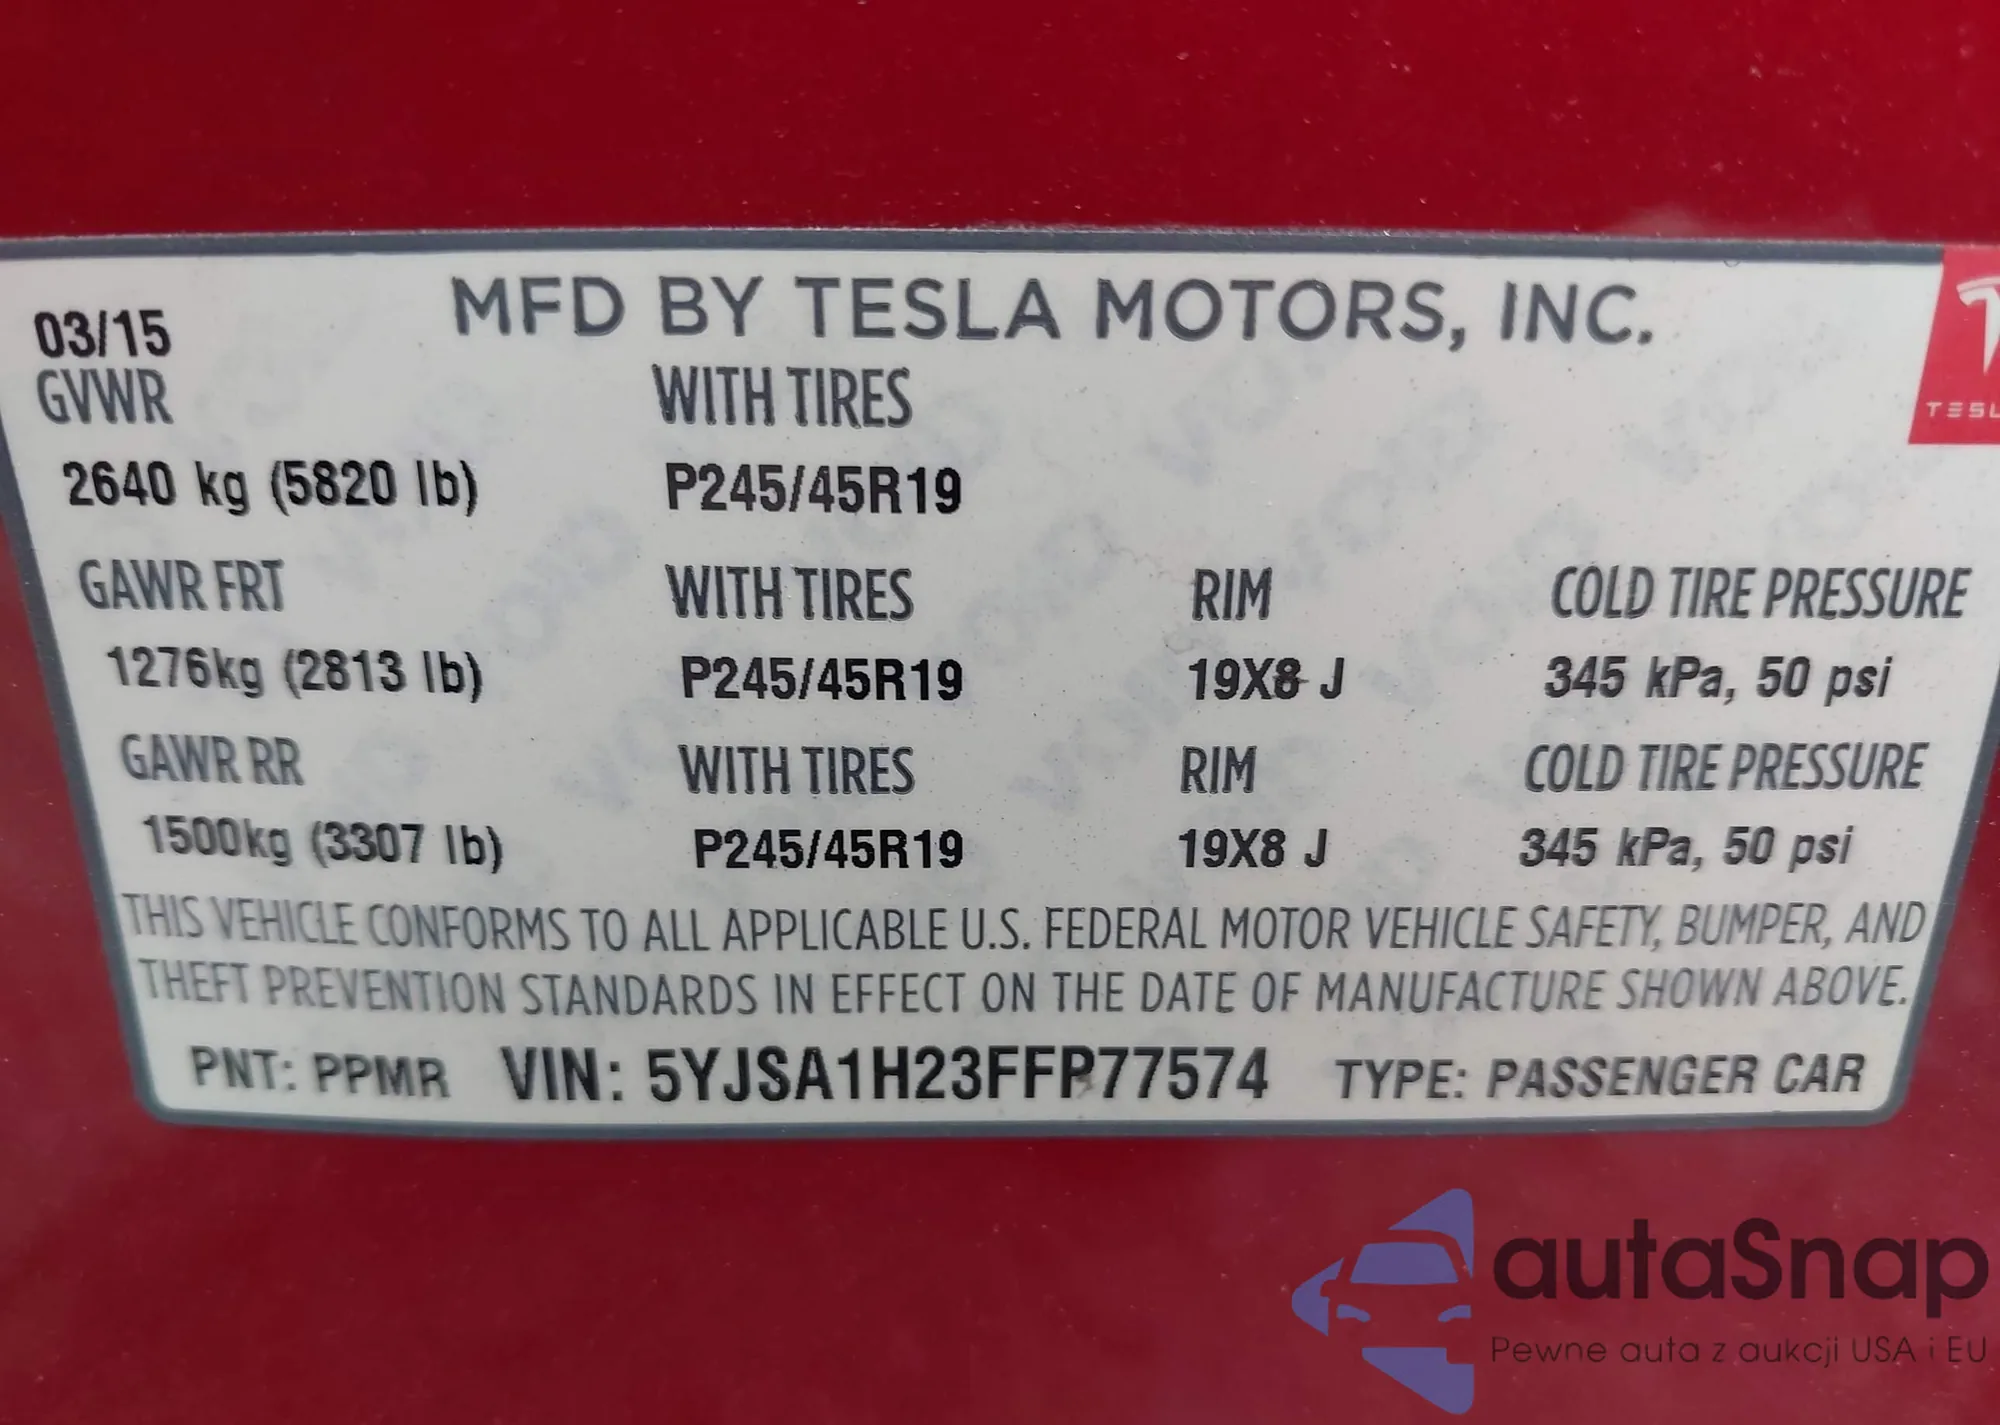 MFD BY TESLA MOTORS, INC.
03/15
GVWR WITH TIRES
2640 kg (5820 lb) P245/45R19
GAWR FRT WITH TIRES RIM COLD TIRE PRESSURE
1276kg (2813 lb) P245/45R19 19X8 J 345 kPa, 50 psi
GAWR RR WITH TIRES RIM COLD TIRE PRESSURE
1500kg (3307 lb) P245/45R19 19X8 J 345 kPa, 50 psi
THIS VEHICLE CONFORMS TO ALL APPLICABLE U.S. FEDERAL MOTOR VEHICLE SAFETY, BUMPER, AND
THEFT PREVENTION STANDARDS IN EFFECT ON THE DATE OF MANUFACTURE SHOWN ABOVE.
PNT: PPMR VIN: 5YJSA1H23FFP77574 TYPE: PASSENGER CAR
TESL
autaSnap
Pewne auta z aukcji USA i EU